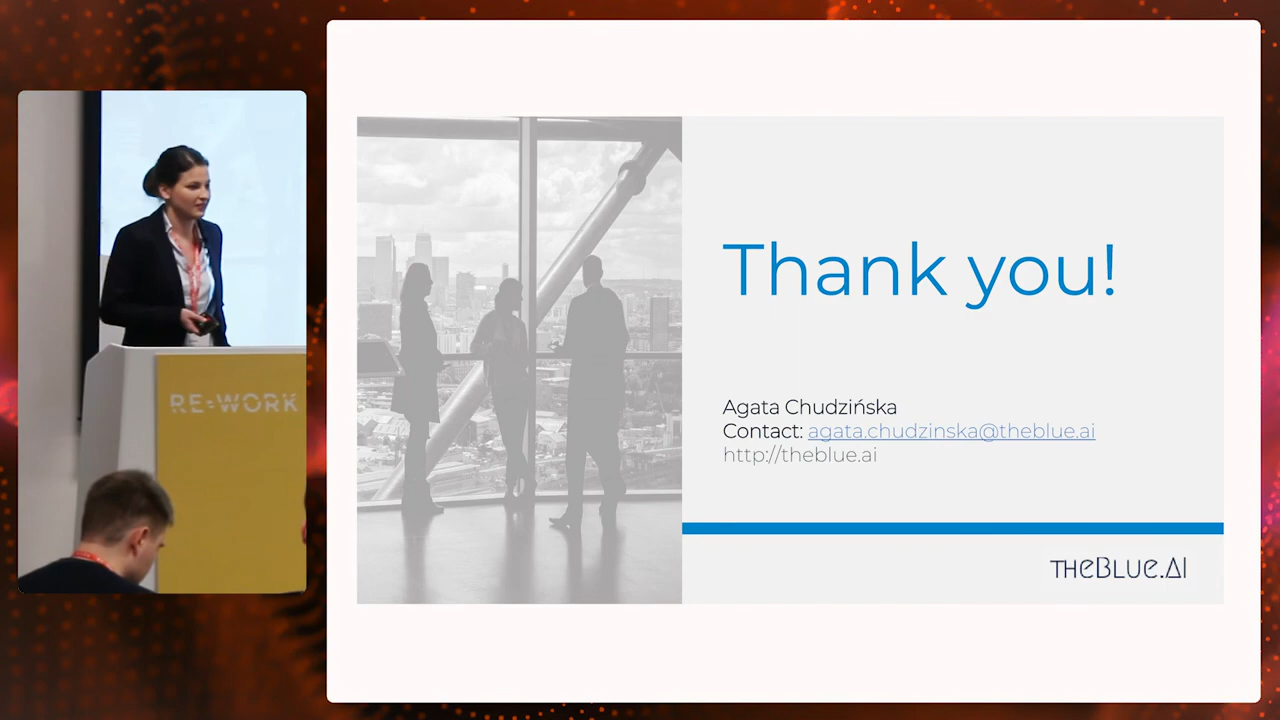 RE•WORK
Thank you!
Agata Chudzińska
Contact: agata.chudzinska@theblue.ai
http://theblue.ai
THEBLUE.AI